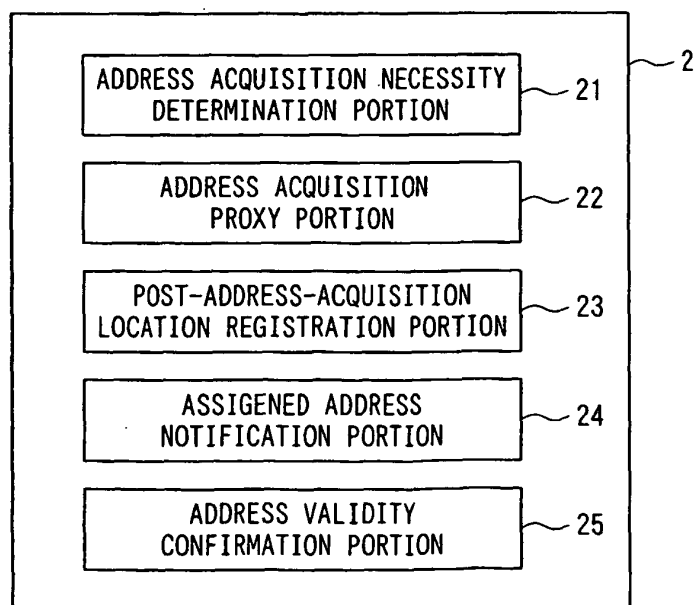 2
ADDRESS ACQUISITION NECESSITY
DETERMINATION PORTION
21
ADDRESS ACQUISITION
PROXY PORTION
22
POST-ADDRESS-ACQUISITION
LOCATION REGISTRATION PORTION
23
ASSIGENED ADDRESS
NOTIFICATION PORTION
24
ADDRESS VALIDITY
CONFIRMATION PORTION
25